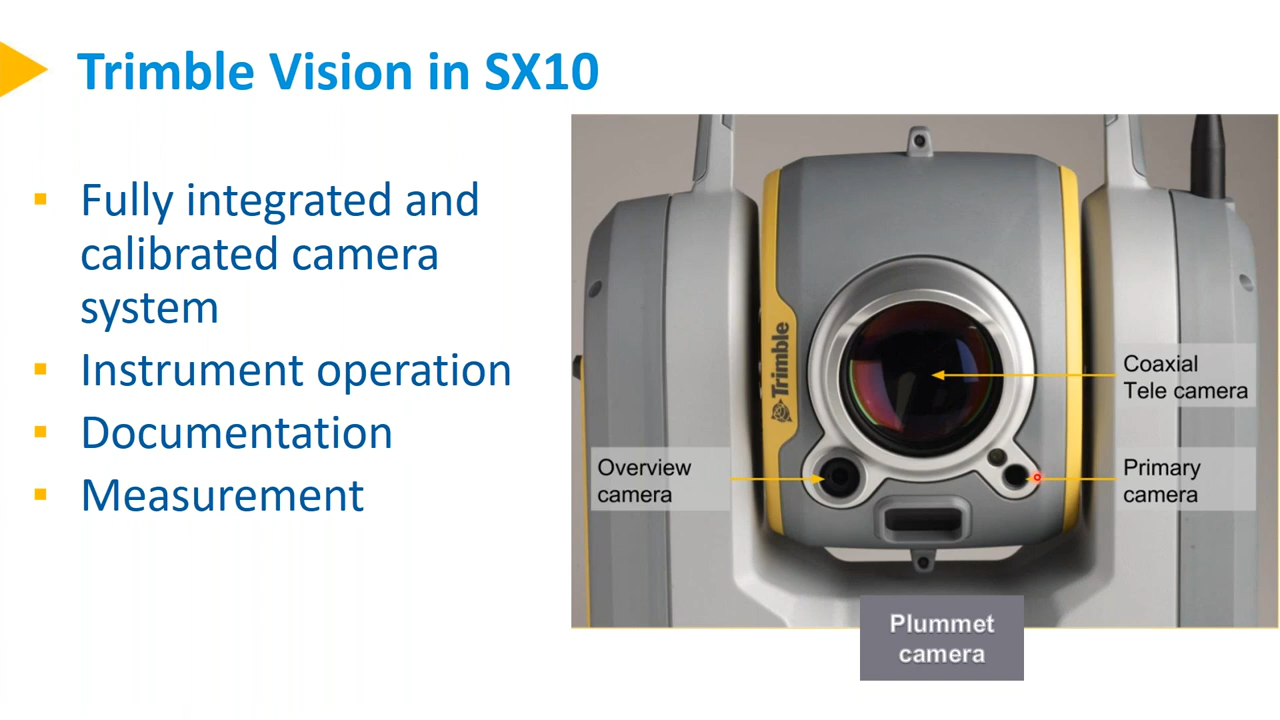 Trimble Vision in SX10
Fully integrated and
calibrated camera
system
Instrument operation
Documentation
Measurement
Trimble
Coaxial
Tele camera
Overview
camera
Primary
camera
Plummet
camera